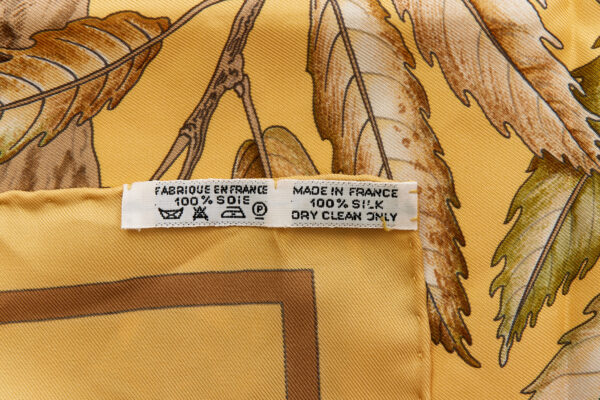 FABRIQUE EN FRANCE
100% SOIE
P
MADE IN FRANCE
100% SILK
DRY CLEAN ONLY